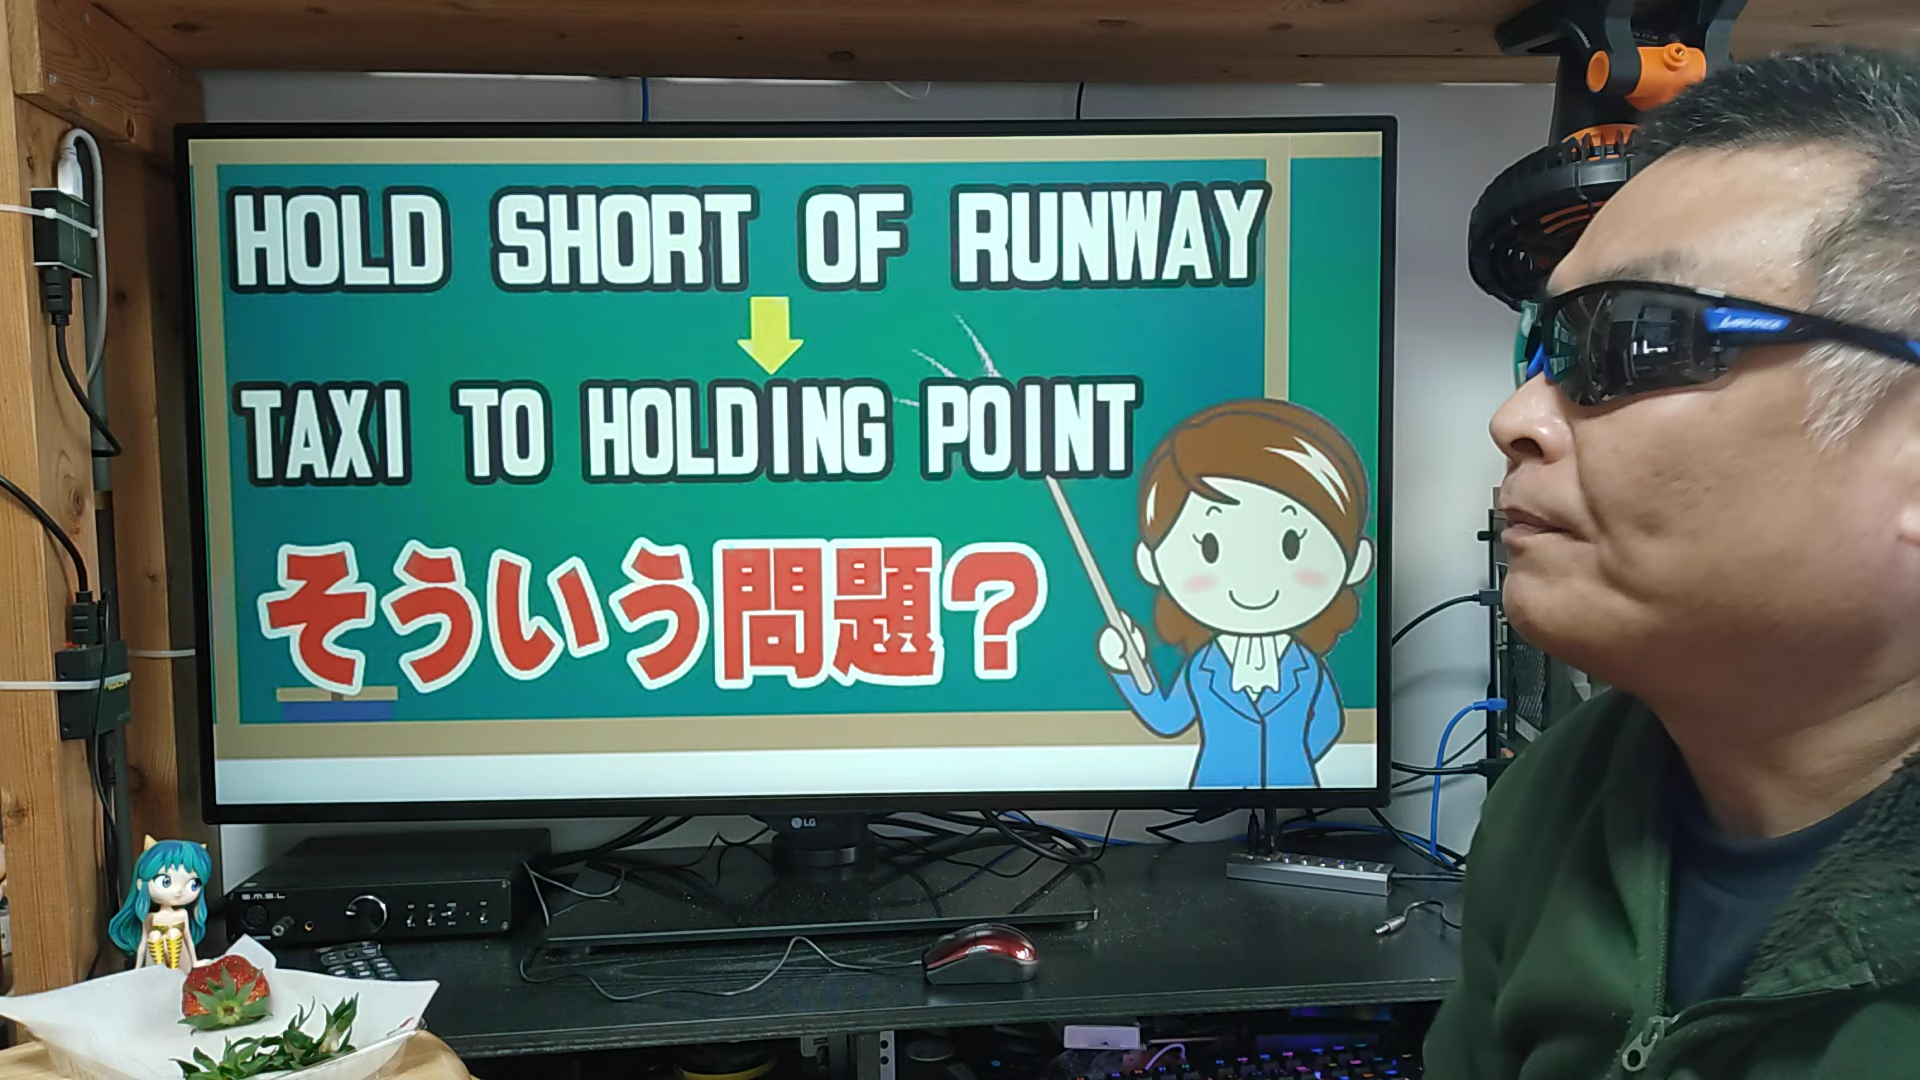 HOLD SHORT OF RUNWAY
TAXI TO HOLDING POINT
そういう問題?
LG
S.M.S.L